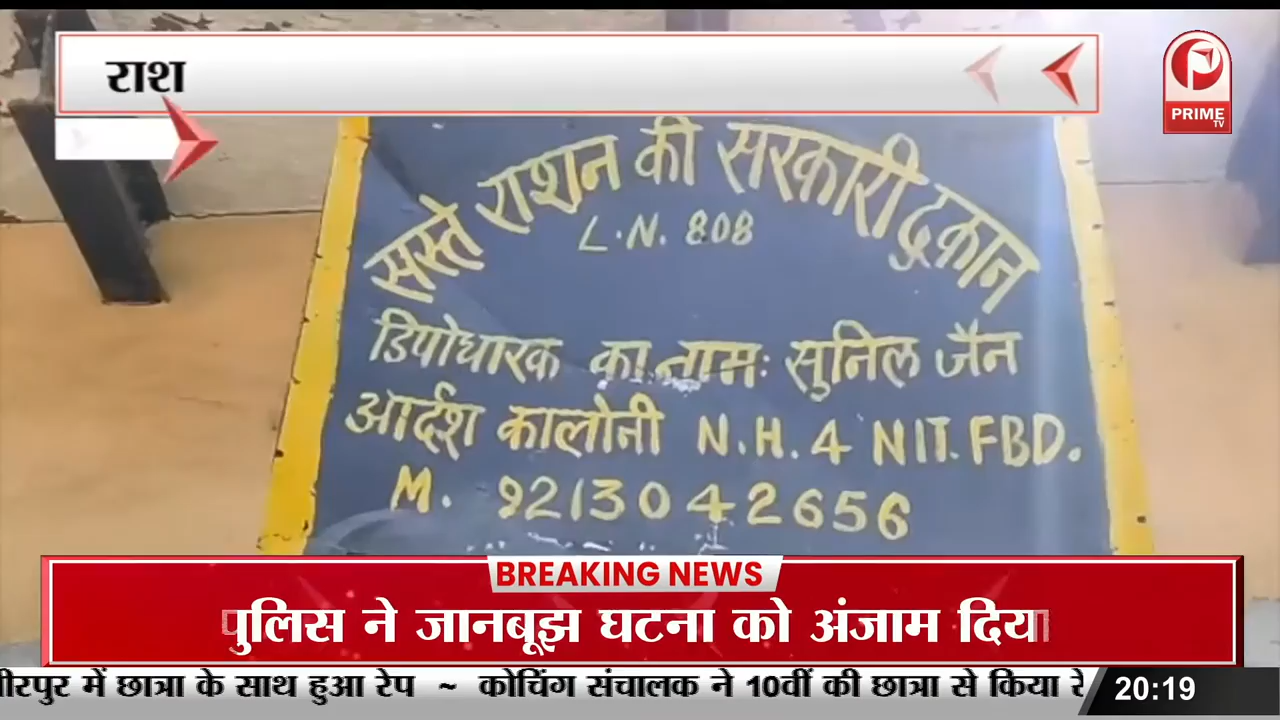 राश
PRIME
TV
सस्ते राशन की सरकारी दुकान
L.N. 808
डिपोधारक का नाम: सुनिल जैन
आर्दश कालोनी N.H.4 NIT.FBD.
M. 9213042656
BREAKING NEWS
पुलिस ने जानबूझ घटना को अंजाम दिया
ीरपुर में छात्रा के साथ हुआ रेप ~ कोचिंग संचालक ने 10वीं की छात्रा से किया रे
20:19